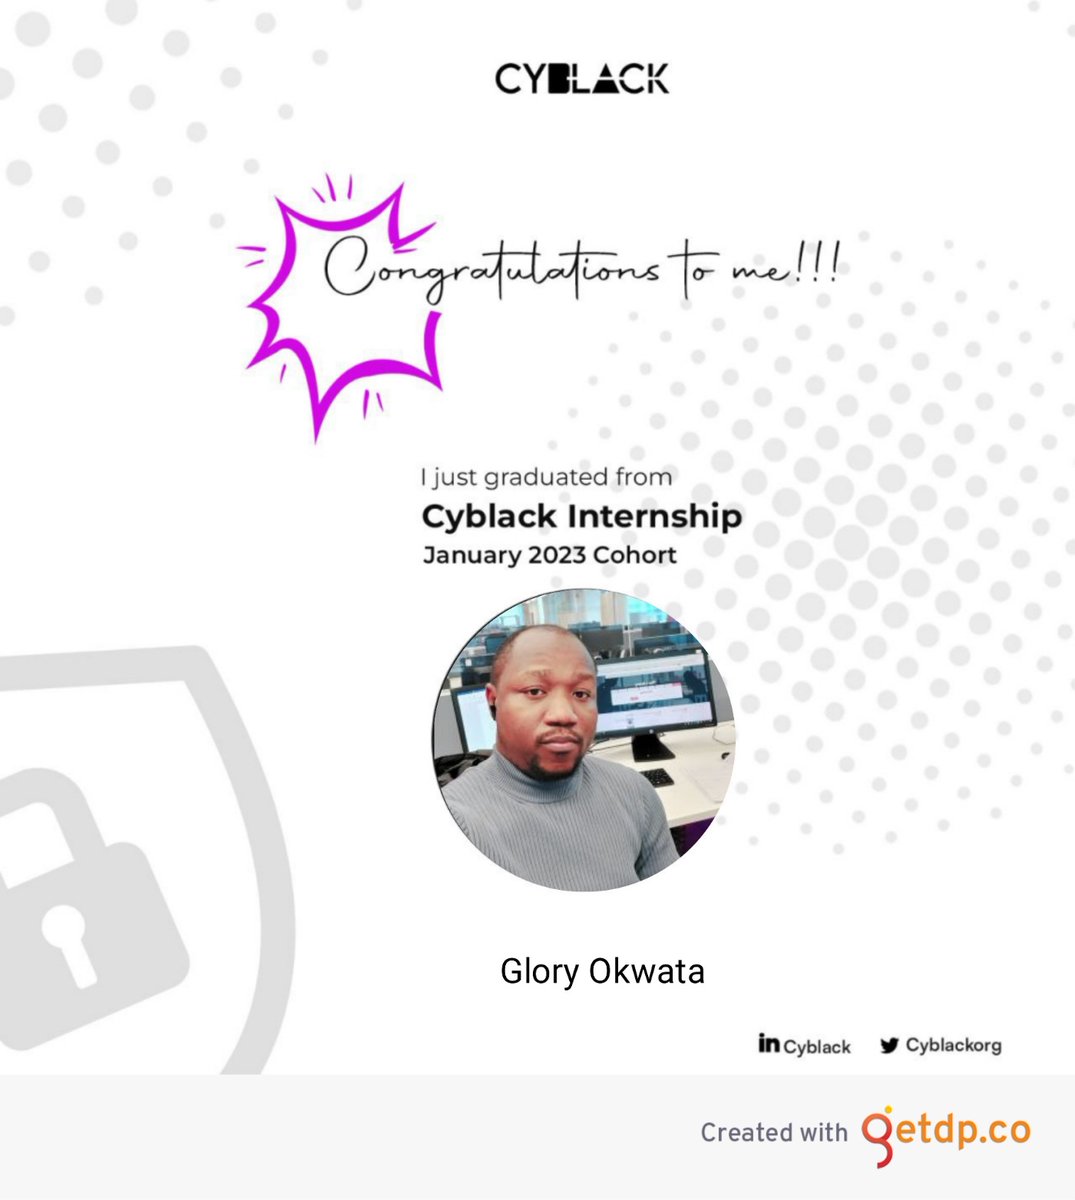 CYBLACK
Congratulations to me!!!
I just graduated from
Cyblack Internship
January 2023 Cohort
Glory Okwata
in Cyblack Cyblackorg
Created with getdp.co